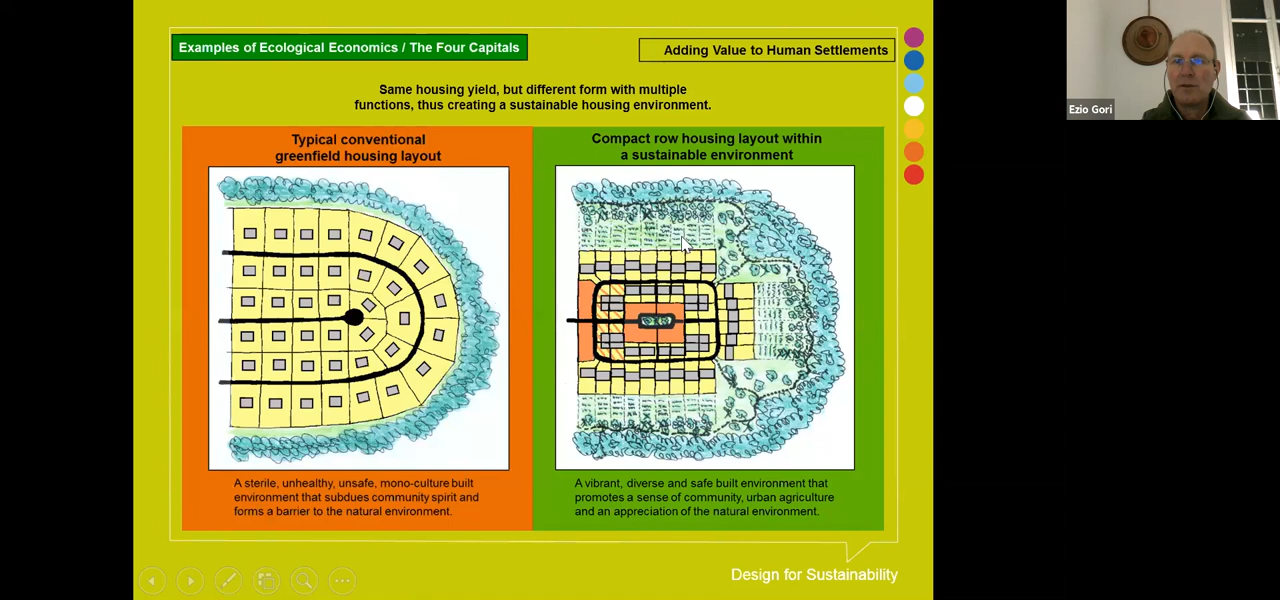 Examples of Ecological Economics / The Four Capitals
Adding Value to Human Settlements
Same housing yield, but different form with multiple
functions, thus creating a sustainable housing environment.
Typical conventional
greenfield housing layout
Compact row housing layout within
a sustainable environment
A sterile, unhealthy, unsafe, mono-culture built
environment that subdues community spirit and
forms a barrier to the natural environment.
A vibrant, diverse and safe built environment that
promotes a sense of community, urban agriculture
and an appreciation of the natural environment.
Design for Sustainability
Ezio Gori